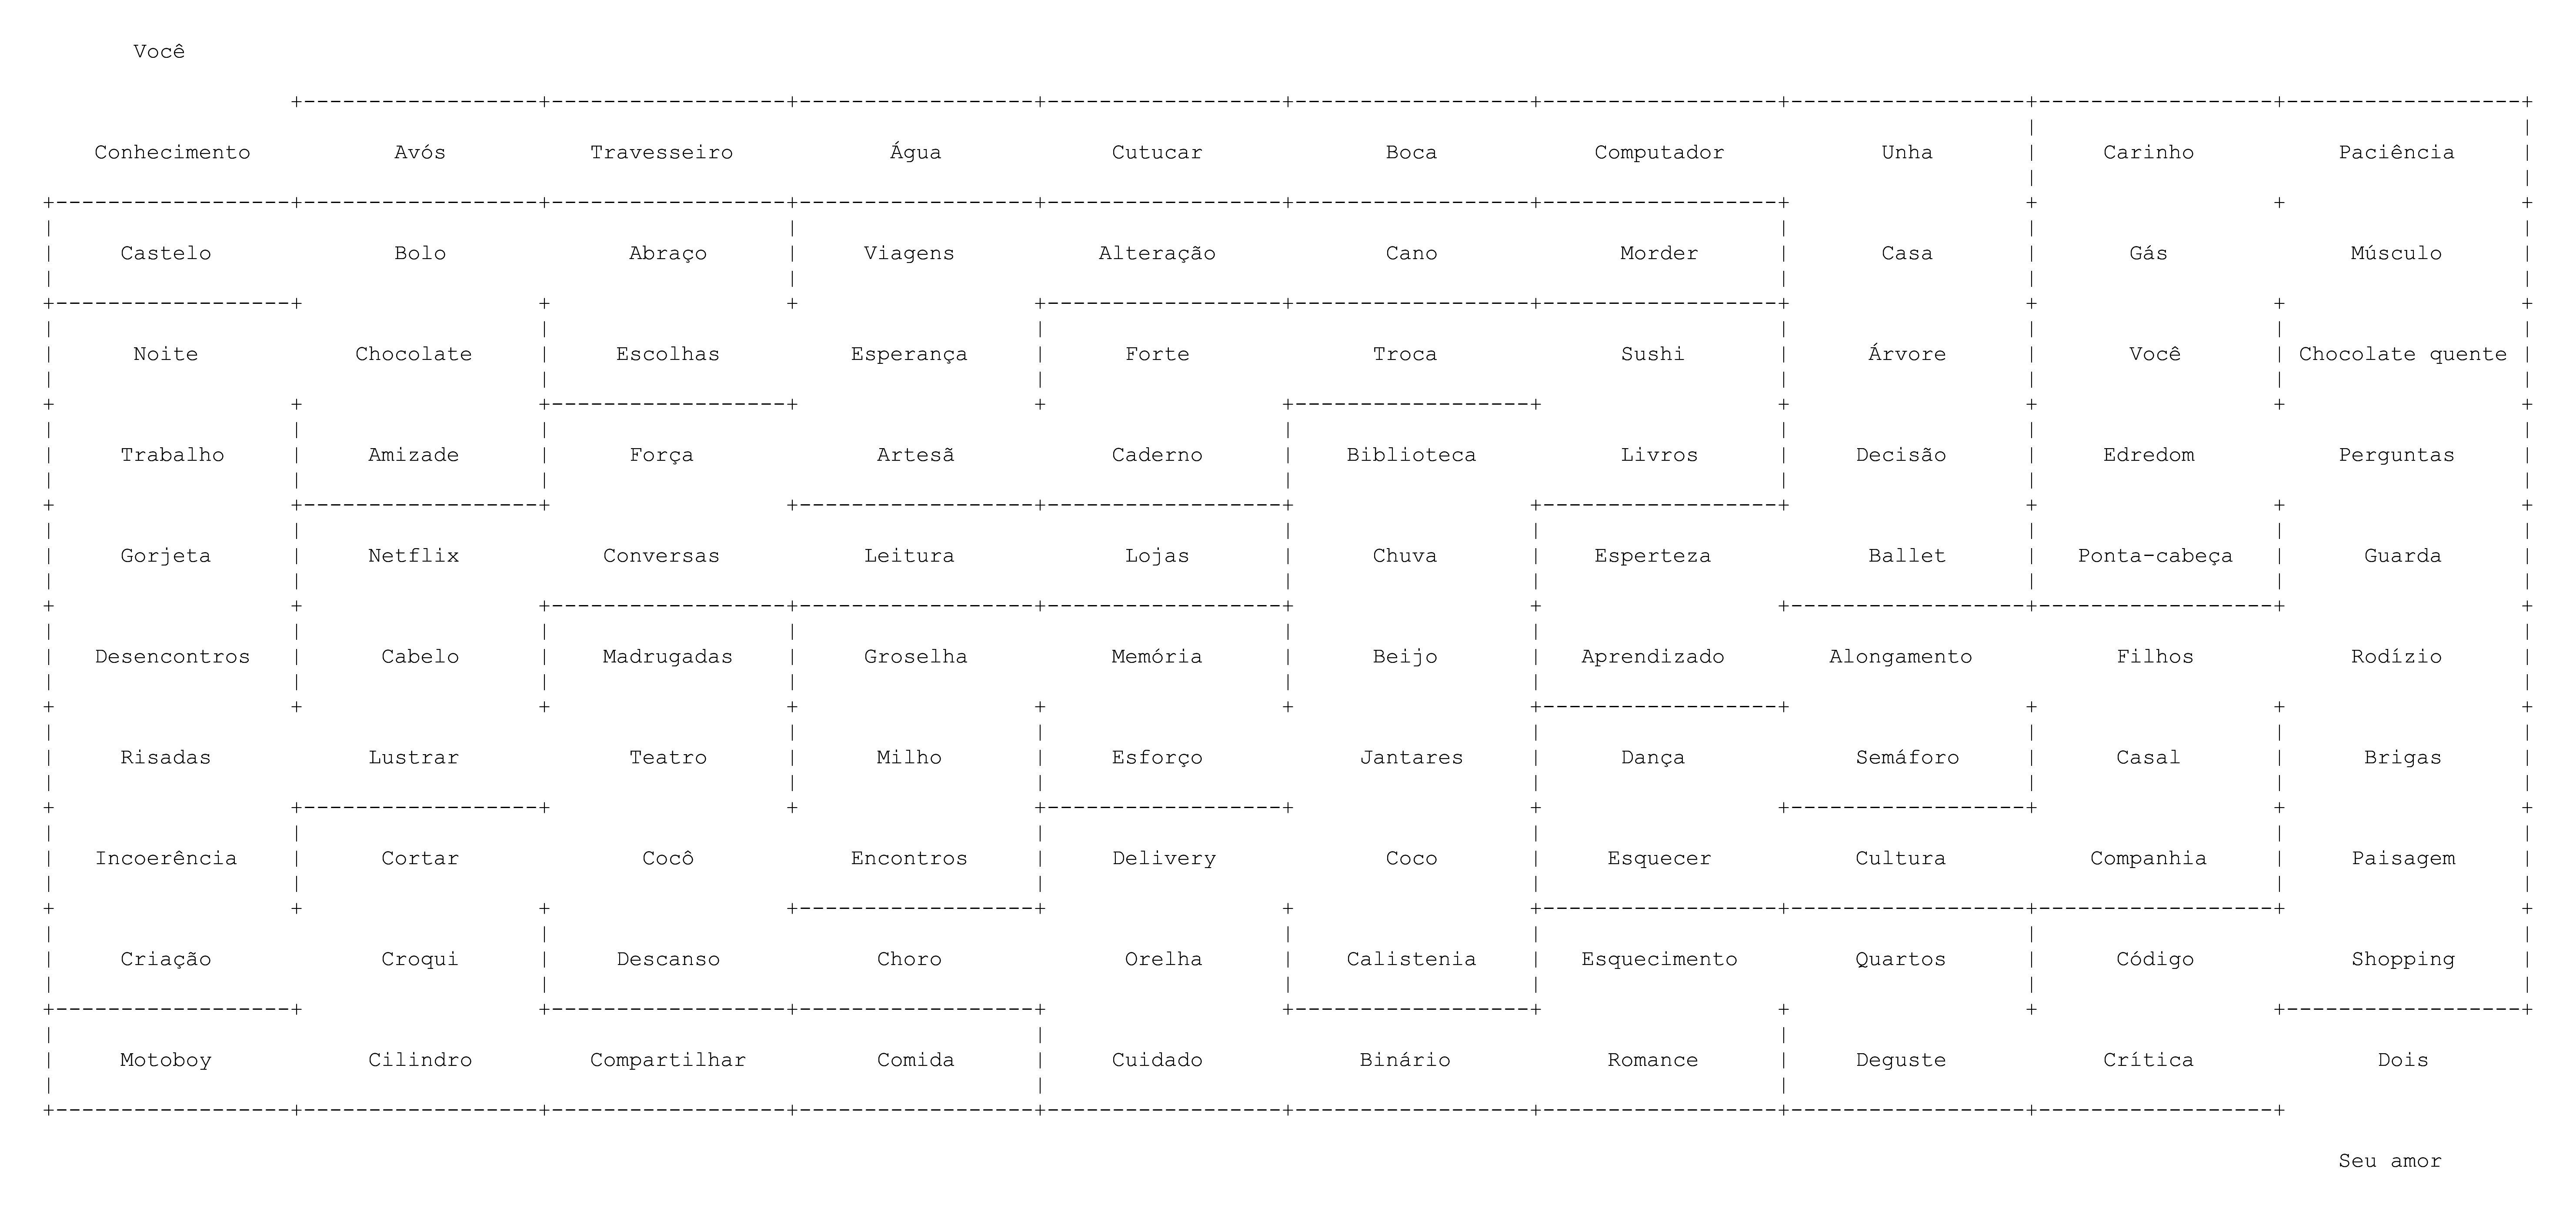 Você
Conhecimento Avós Travesseiro Água Cutucar Boca Computador Unha Carinho Paciência
Castelo Bolo Abraço Viagens Alteração Cano Morder Casa Gás Músculo
Noite Chocolate Escolhas Esperança Forte Troca Sushi Árvore Você Chocolate quente
Trabalho Amizade Força Artesã Caderno Biblioteca Livros Decisão Edredom Perguntas
Gorjeta Netflix Conversas Leitura Lojas Chuva Esperteza Ballet Ponta-cabeça Guarda
Desencontros Cabelo Madrugadas Groselha Memória Beijo Aprendizado Alongamento Filhos Rodízio
Risadas Lustrar Teatro Milho Esforço Jantares Dança Semáforo Casal Brigas
Incoerência Cortar Cocô Encontros Delivery Coco Esquecer Cultura Companhia Paisagem
Criação Croqui Descanso Choro Orelha Calistenia Esquecimento Quartos Código Shopping
Motoboy Cilindro Compartilhar Comida Cuidado Binário Romance Deguste Crítica Dois
Seu amor